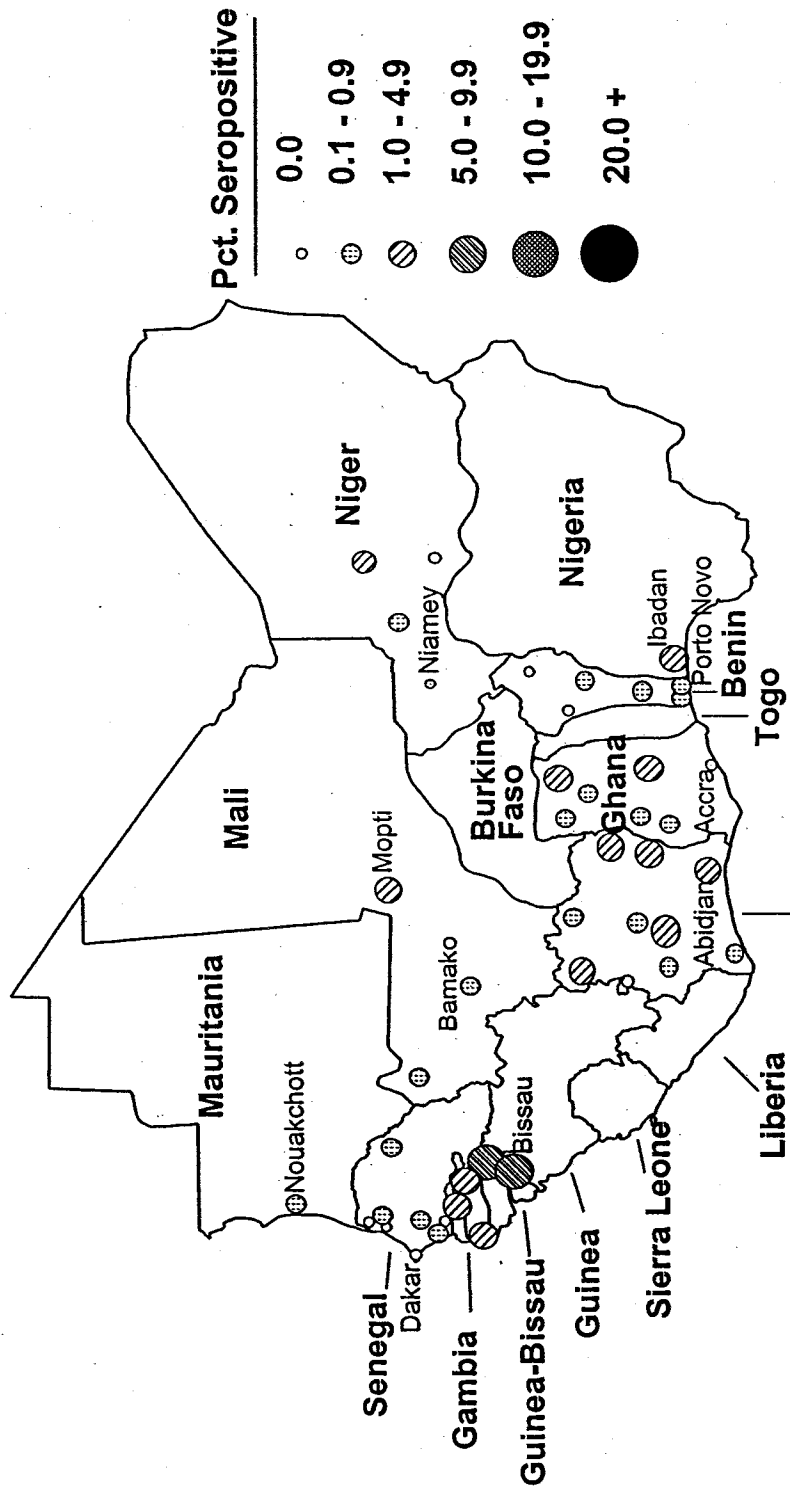 Pct. Seropositive
0.0
0.1 - 0.9
1.0 - 4.9
5.0 - 9.9
10.0 - 19.9
20.0 +
Mauritania
Nouakchott
Mali
Mopti
Bamako
Niger
Niamey
Senegal
Dakar
Gambia
Guinea-Bissau
Bissau
Guinea
Sierra Leone
Liberia
Burkina
Faso
Ghana
Accra
Abidjan
Nigeria
Ibadan
Porto Novo
Benin
Togo